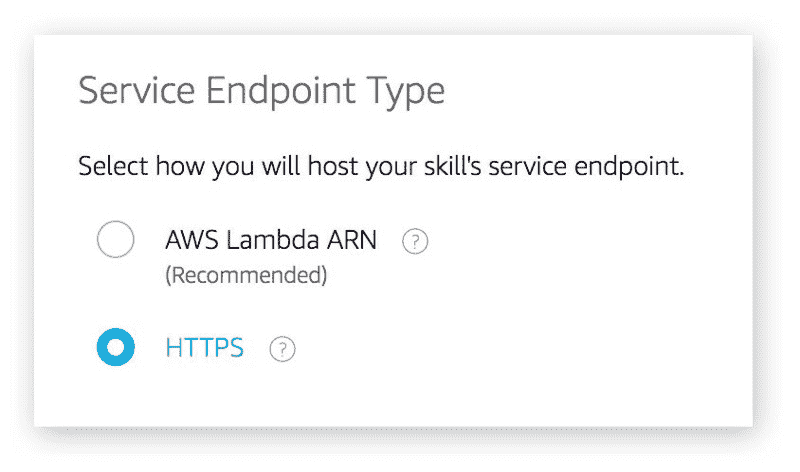 Service Endpoint Type
Select how you will host your skill's service endpoint.
AWS Lambda ARN ?
(Recommended)
HTTPS ?